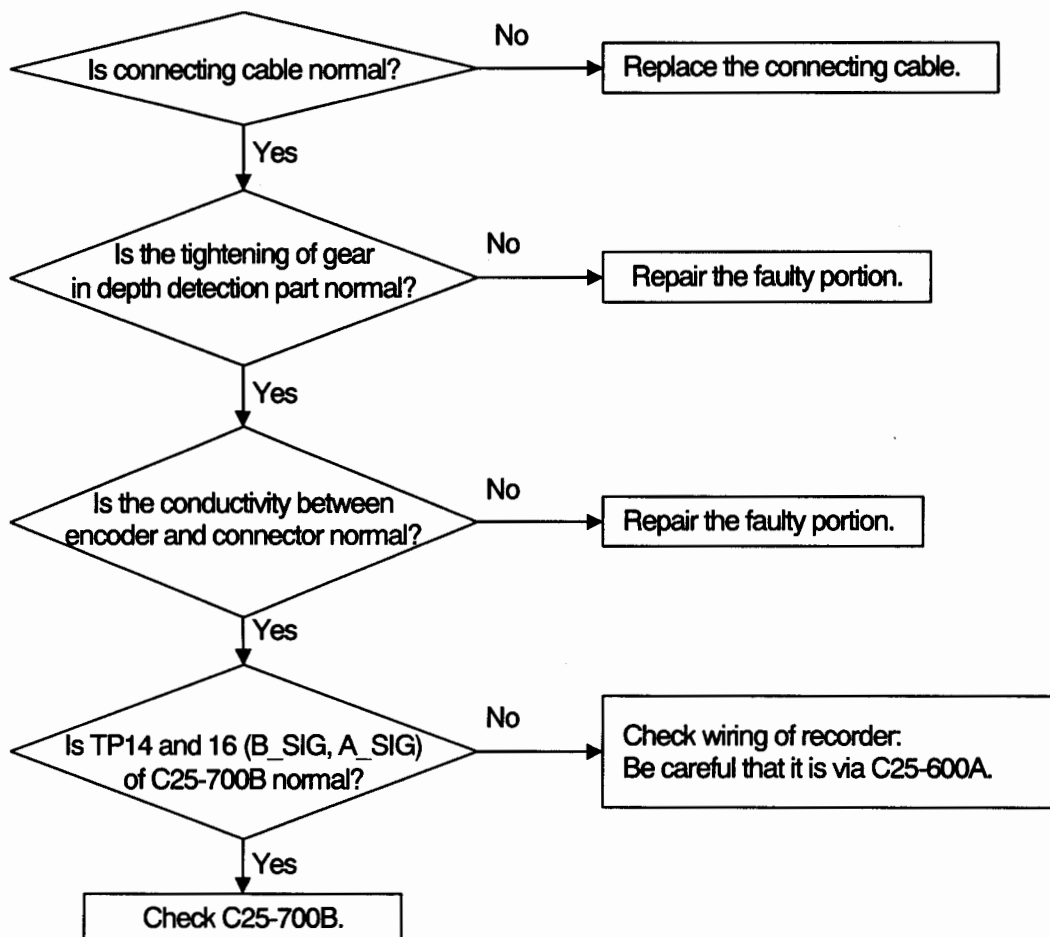 Is connecting cable normal?
No
Replace the connecting cable.
Yes
Is the tightening of gear
in depth detection part normal?
No
Repair the faulty portion.
Yes
Is the conductivity between
encoder and connector normal?
No
Repair the faulty portion.
Yes
Is TP14 and 16 (B_SIG, A_SIG)
of C25-700B normal?
No
Check wiring of recorder:
Be careful that it is via C25-600A.
Yes
Check C25-700B.